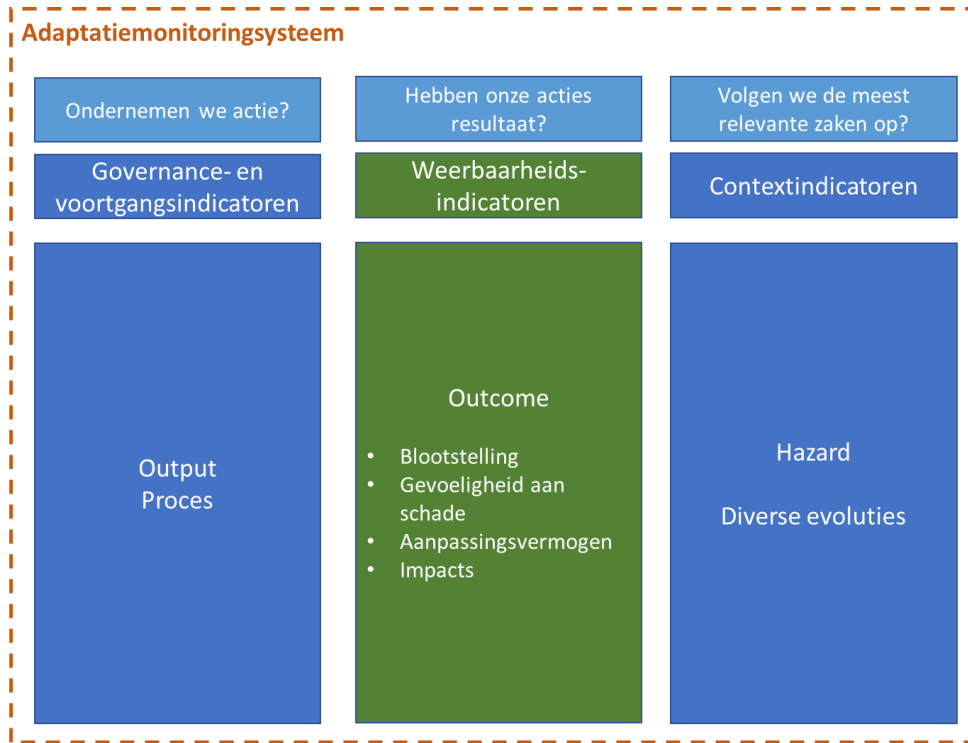 Adaptatiemonitoringsysteem
Ondernemen we actie?
Governance- en
voortgangsindicatoren
Output
Proces
Hebben onze acties
resultaat?
Weerbaarheids-
indicatoren
Outcome
• Blootstelling
• Gevoeligheid aan
schade
• Aanpassingsvermogen
• Impacts
Volgen we de meest
relevante zaken op?
Contextindicatoren
Hazard
Diverse evoluties